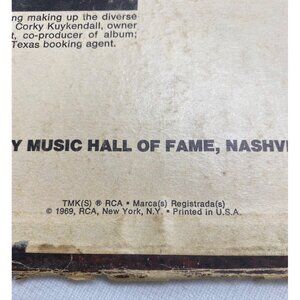 ng making up the diverse
Corky Kuykendall, owner
t, co-producer of album;
Texas booking agent.
Y MUSIC HALL OF FAME, NASHV
TMK(S) ® RCA • Marca(s) Registrada(s)
© 1969, RCA, New York, N.Y. • Printed in U.S.A.